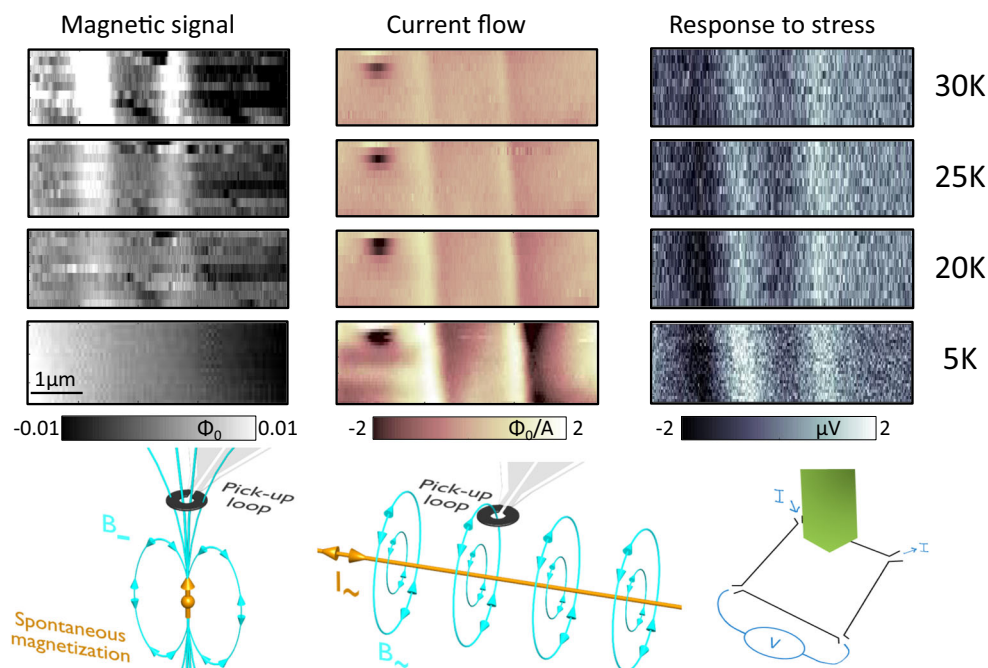 Magnetic signal
Current flow
Response to stress
30K
25K
20K
5K
1μm
-0.01 Φ₀ 0.01
-2 Φ₀/A 2
-2 μV 2
Pick-up
loop
B₌
Spontaneous
magnetization
Pick-up
loop
I~
B~
I
I
V